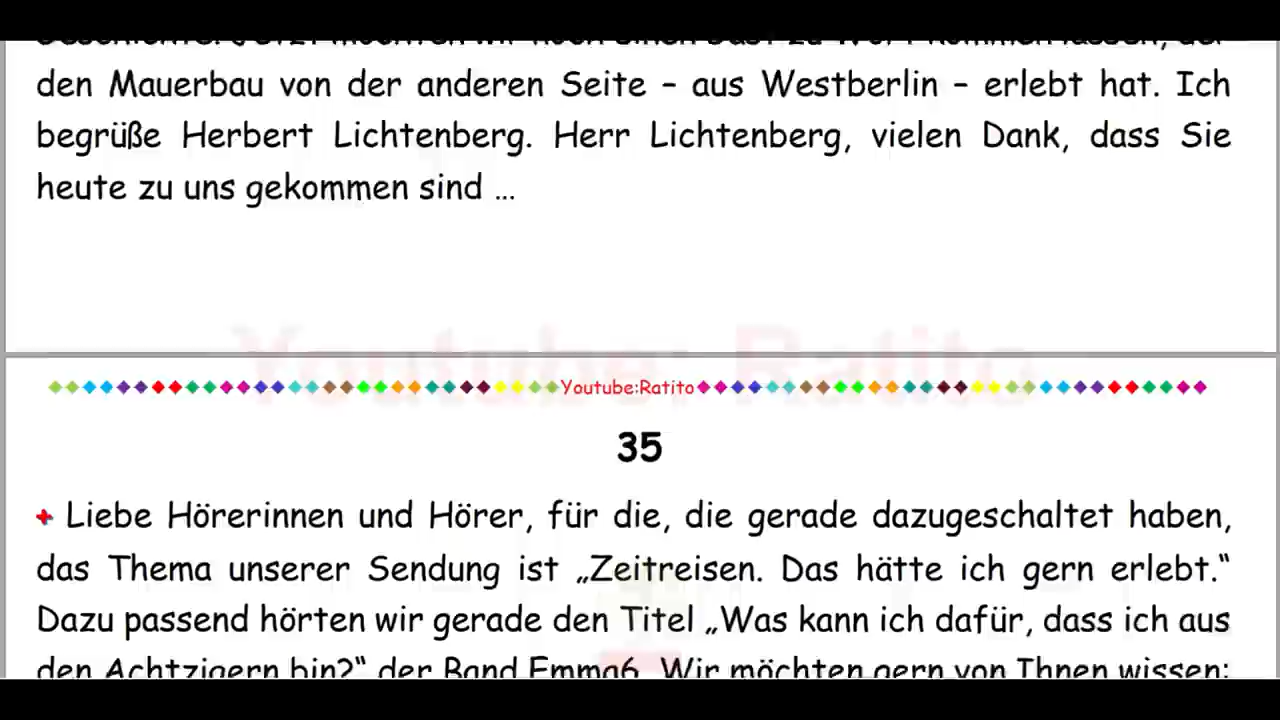 den Mauerbau von der anderen Seite – aus Westberlin – erlebt hat. Ich
begrüße Herbert Lichtenberg. Herr Lichtenberg, vielen Dank, dass Sie
heute zu uns gekommen sind …
Youtube: Ratito
Youtube:Ratito
35
+ Liebe Hörerinnen und Hörer, für die, die gerade dazugeschaltet haben,
das Thema unserer Sendung ist „Zeitreisen. Das hätte ich gern erlebt.“
Dazu passend hörten wir gerade den Titel „Was kann ich dafür, dass ich aus
den Achtzigern bin?“ der Band Emma6. Wir möchten gern von Ihnen wissen: